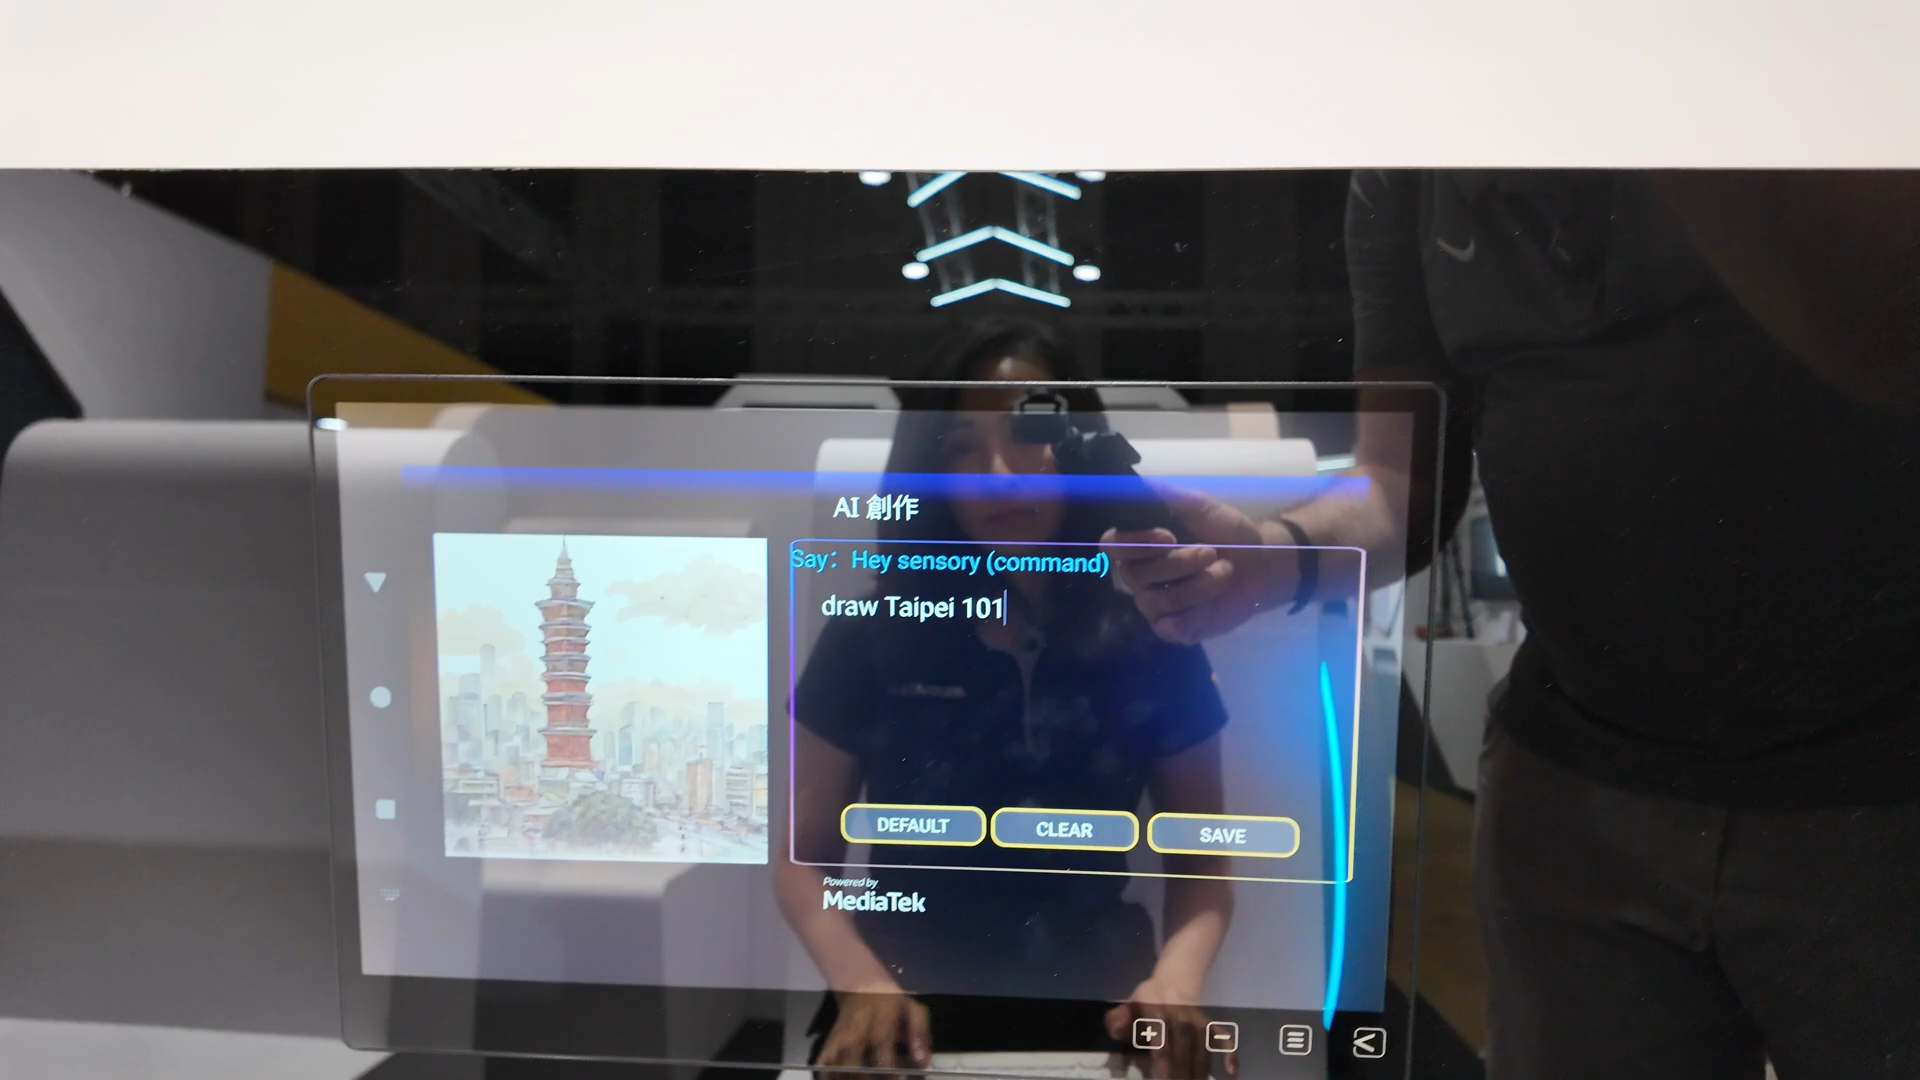 AI 創作
Say: Hey sensory (command)
draw Taipei 101
DEFAULT
CLEAR
SAVE
Powered by
MediaTek